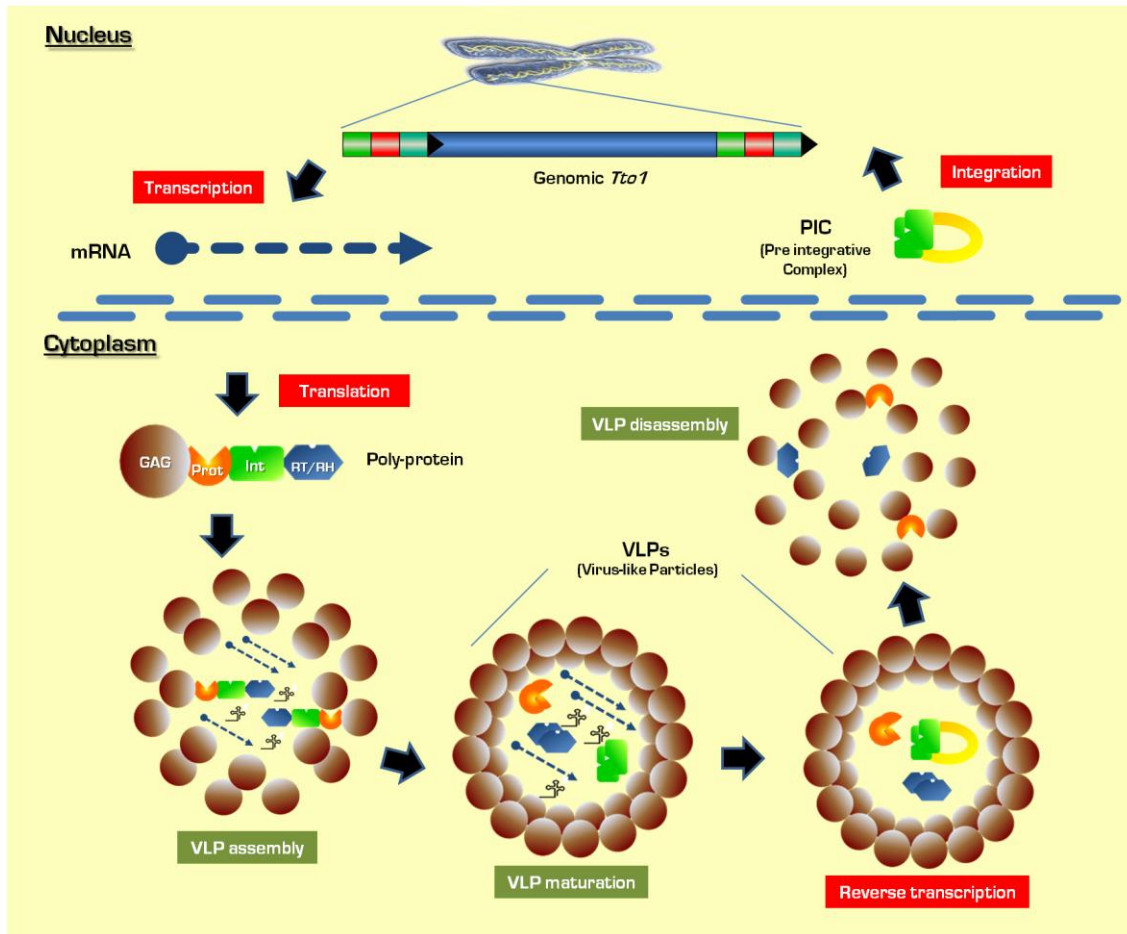 Nucleus
Genomic Tto1
Transcription
Integration
mRNA
PIC
(Pre integrative
Complex)
Cytoplasm
Translation
VLP disassembly
GAG
Prot
Int
RT/RH
Poly-protein
VLPs
(Virus-like Particles)
VLP assembly
VLP maturation
Reverse transcription